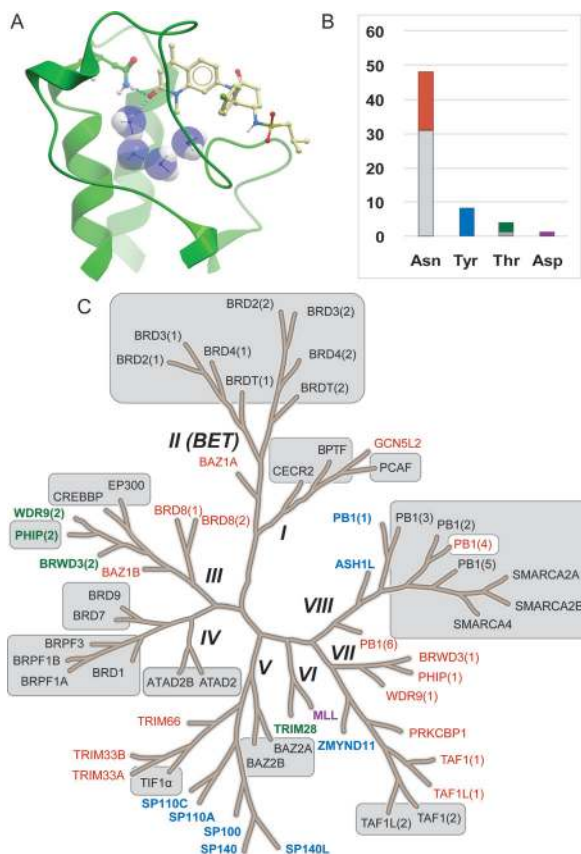 A
B
60
50
40
30
20
10
0
Asn Tyr Thr Asp
C
BRD2(2)
BRD3(2)
BRD3(1)
BRD4(1)
BRD2(1)
BRD4(2)
BRDT(1)
BRDT(2)
II (BET)
BAZ1A
BPTF
GCN5L2
CECR2
PCAF
I
EP300
CREBBP
WDR9(2)
PHIP(2)
BRWD3(2)
BAZ1B
BRD8(1)
BRD8(2)
III
PB1(1)
PB1(3)
PB1(2)
PB1(4)
PB1(5)
ASH1L
SMARCA2A
SMARCA2B
SMARCA4
VIII
BRD9
BRD7
BRPF3
BRPF1B
BRPF1A
BRD1
IV
ATAD2B ATAD2
PB1(6)
VII
BRWD3(1)
PHIP(1)
WDR9(1)
V
VI
MLL
TRIM28
ZMYND11
PRKCBP1
TRIM66
TRIM33B
TRIM33A
TIF1α
BAZ2A
BAZ2B
TAF1(1)
TAF1L(1)
TAF1L(2) TAF1(2)
SP110C
SP110A
SP100
SP140 SP140L